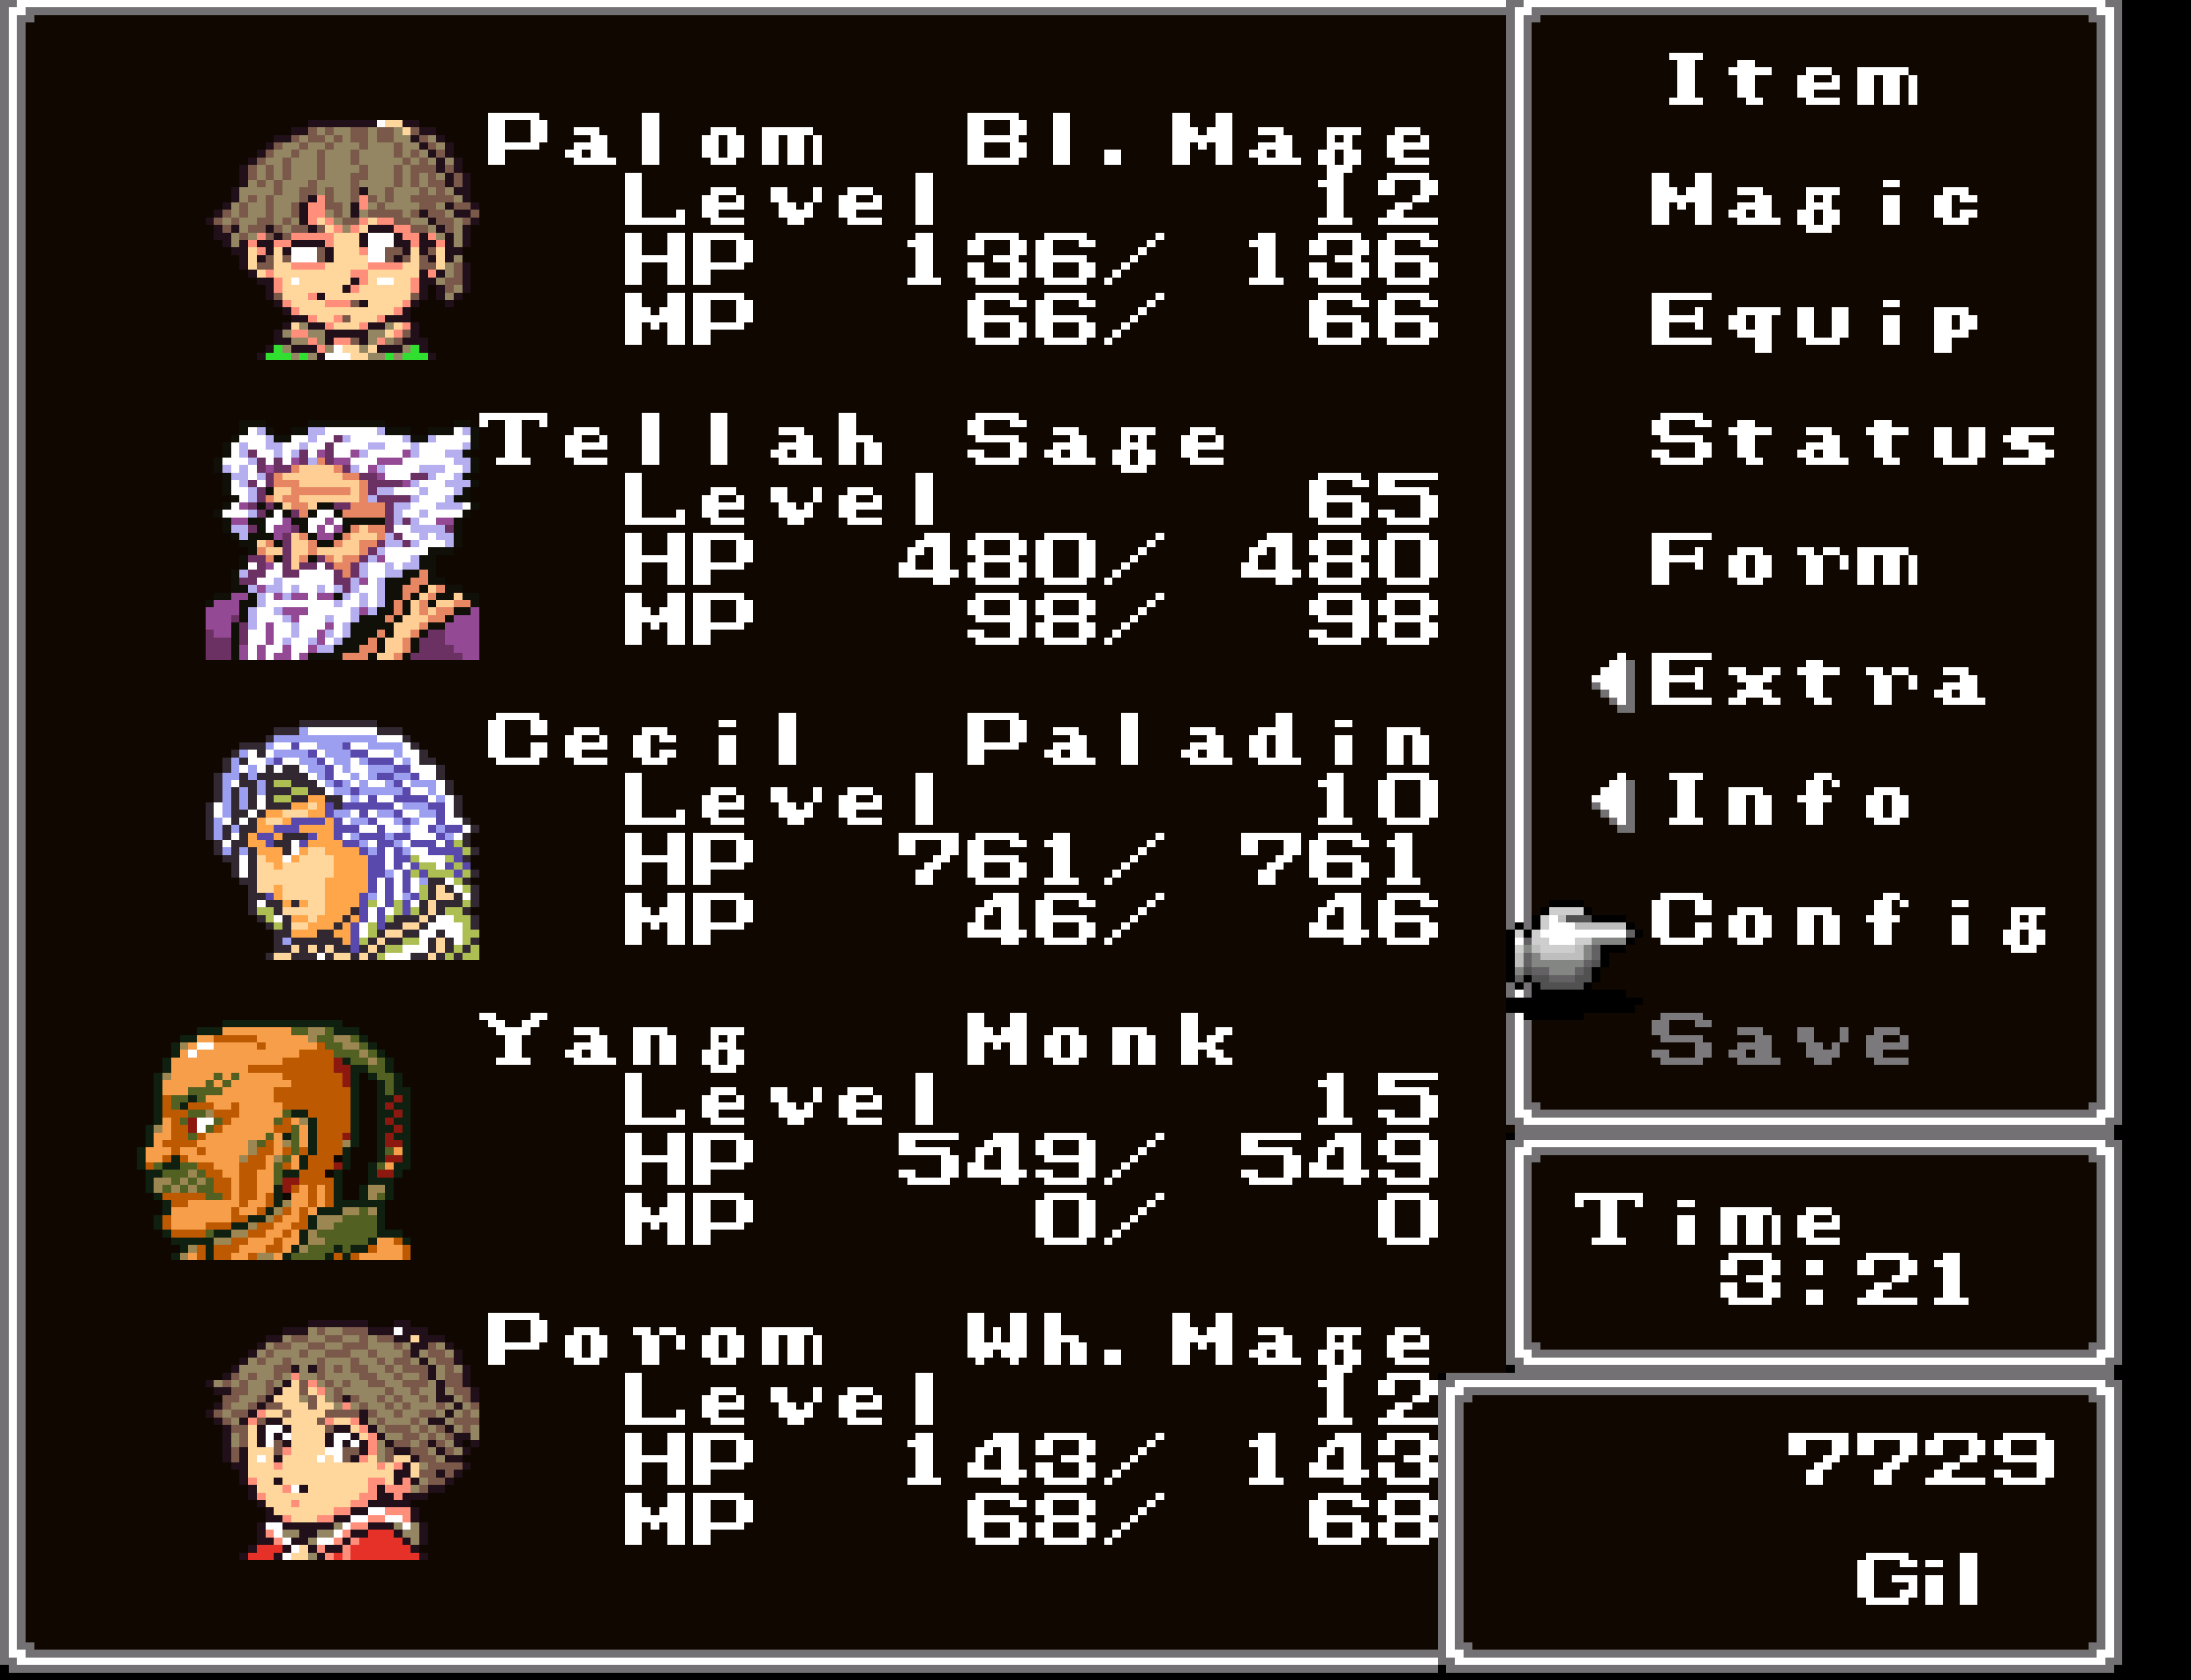 Palom Bl. Mage
Level 12
HP 136/ 136
MP 66/ 66
Tellah Sage
Level 65
HP 480/ 480
MP 98/ 98
Cecil Paladin
Level 10
HP 761/ 761
MP 46/ 46
Yang Monk
Level 15
HP 549/ 549
MP 0/ 0
Porom Wh. Mage
Level 12
HP 143/ 143
MP 68/ 68
Item
Magic
Equip
Status
Form
Extra
Info
Config
Save
Time
3:21
7729
Gil